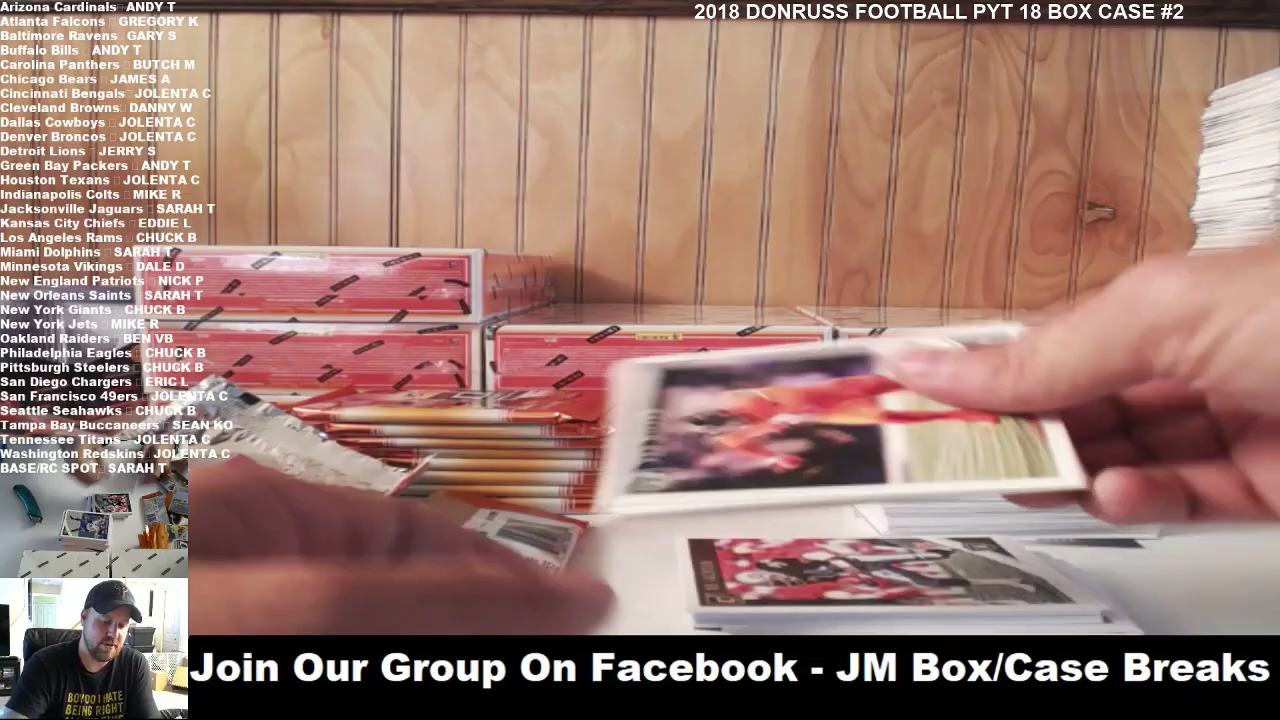 2018 DONRUSS FOOTBALL PYT 18 BOX CASE #2
Arizona Cardinals ANDY T
Atlanta Falcons GREGORY K
Baltimore Ravens GARY S
Buffalo Bills ANDY T
Carolina Panthers BUTCH M
Chicago Bears JAMES A
Cincinnati Bengals JOLENTA C
Cleveland Browns DANNY W
Dallas Cowboys JOLENTA C
Denver Broncos JOLENTA C
Detroit Lions JERRY S
Green Bay Packers ANDY T
Houston Texans JOLENTA C
Indianapolis Colts MIKE R
Jacksonville Jaguars SARAH T
Kansas City Chiefs EDDIE L
Los Angeles Rams CHUCK B
Miami Dolphins SARAH T
Minnesota Vikings DALE D
New England Patriots NICK P
New Orleans Saints SARAH T
New York Giants CHUCK B
New York Jets MIKE R
Oakland Raiders BEN VB
Philadelphia Eagles CHUCK B
Pittsburgh Steelers CHUCK B
San Diego Chargers ERIC L
San Francisco 49ers JOLENTA C
Seattle Seahawks CHUCK B
Tampa Bay Buccaneers SEAN KO
Tennessee Titans JOLENTA C
Washington Redskins JOLENTA C
BASE/RC SPOT SARAH T
BOYCOTT HATE
BEING RIGHT
Join Our Group On Facebook - JM Box/Case Breaks